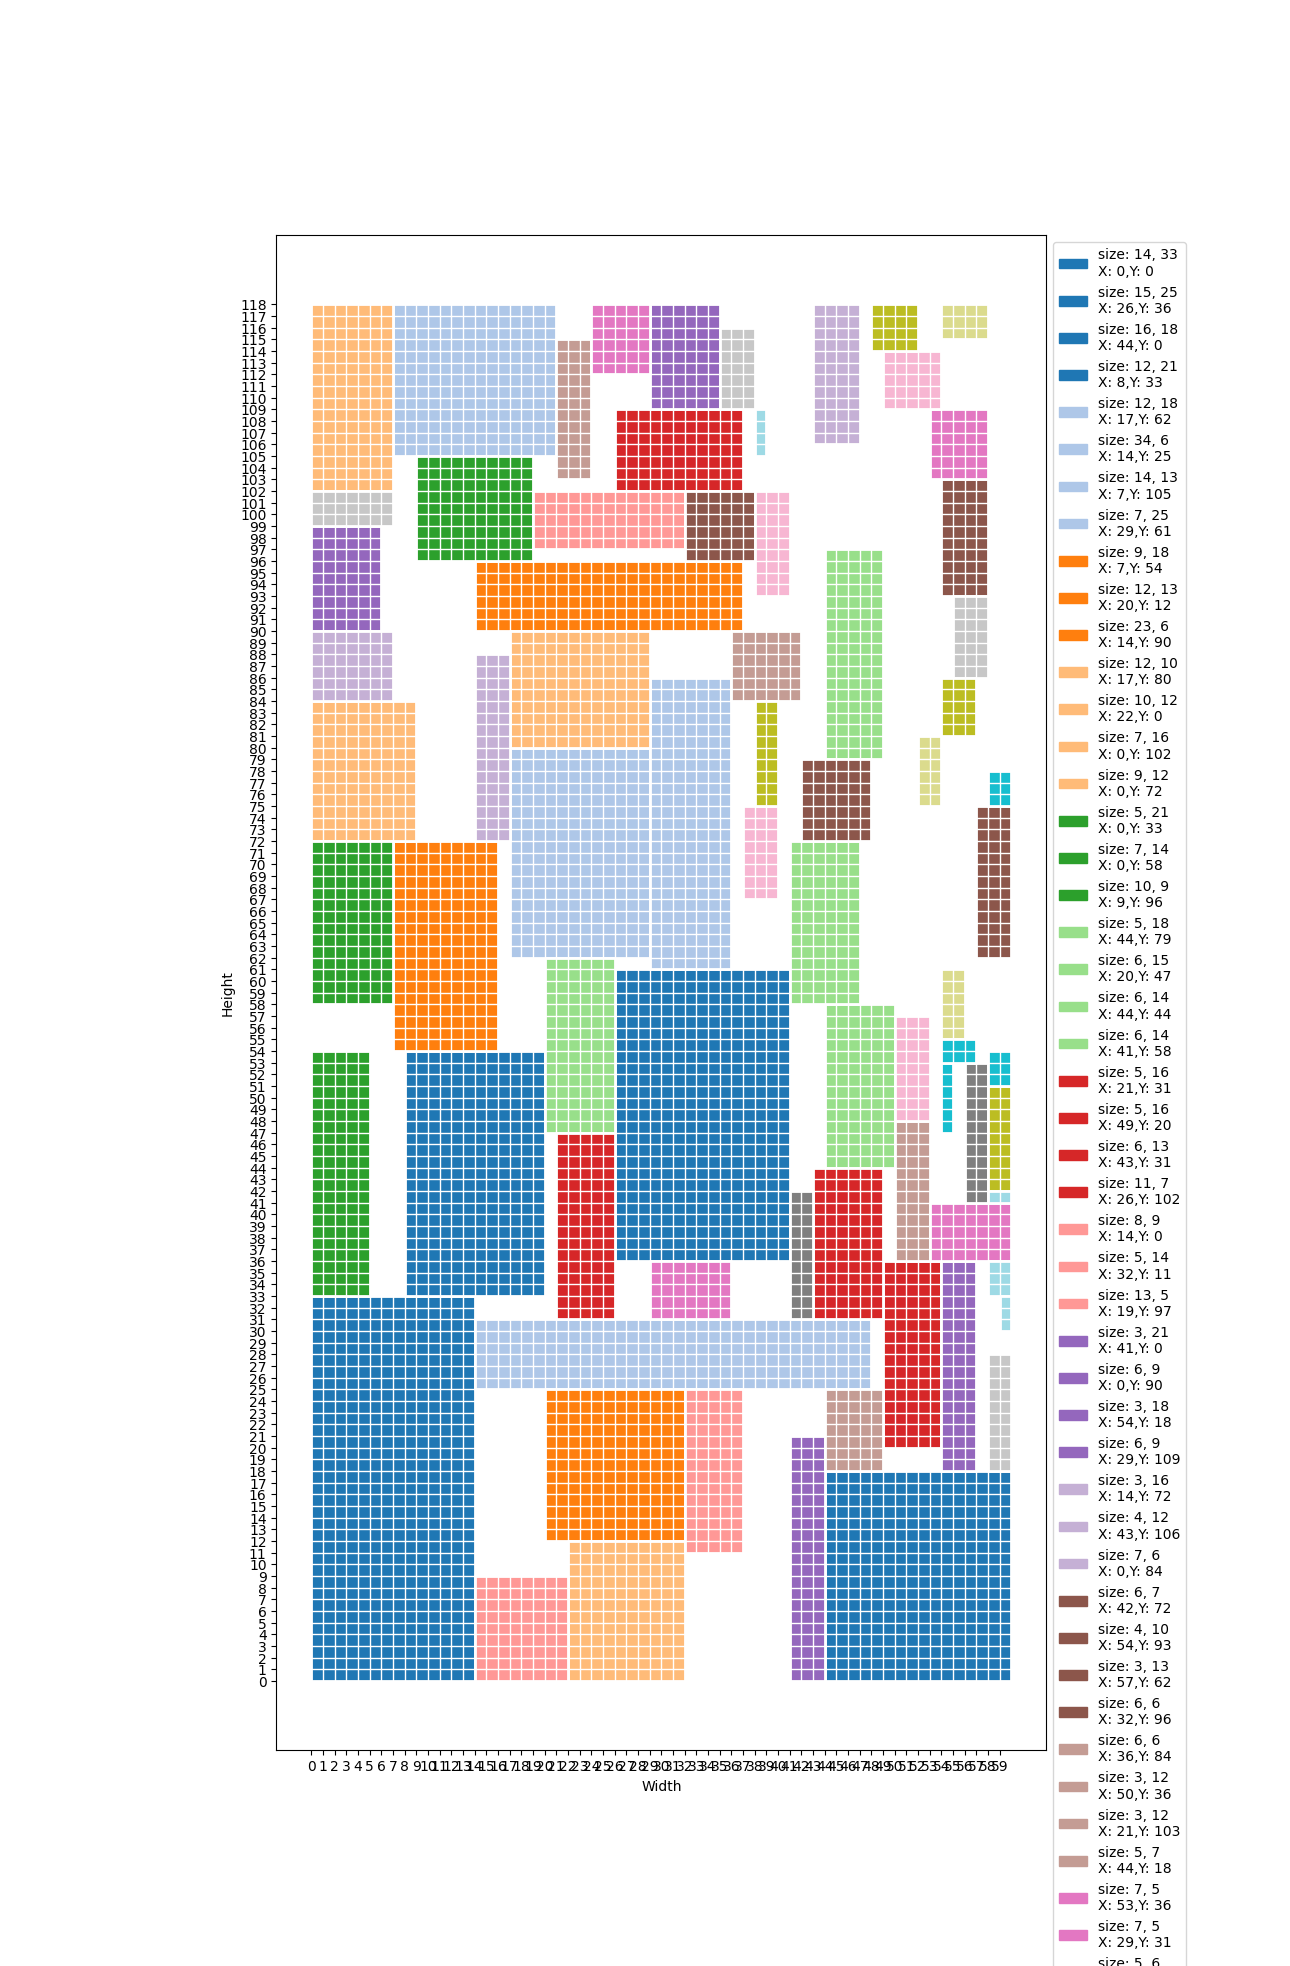 118
117
116
115
114
113
112
111
110
109
108
107
106
105
104
103
102
101
100
99
98
97
96
95
94
93
92
91
90
89
88
87
86
85
84
83
82
81
80
79
78
77
76
75
74
73
72
71
70
69
68
67
66
65
64
63
62
61
60
59
58
57
56
55
54
53
52
51
50
49
48
47
46
45
44
43
42
41
40
39
38
37
36
35
34
33
32
31
30
29
28
27
26
25
24
23
22
21
20
19
18
17
16
15
14
13
12
11
10
9
8
7
6
5
4
3
2
1
0
Height
0 1 2 3 4 5 6 7 8 9 10 11 12 13 14 15 16 17 18 19 20 21 22 23 24 25 26 27 28 29 30 31 32 33 34 35 36 37 38 39 40 41 42 43 44 45 46 47 48 49 50 51 52 53 54 55 56 57 58 59
Width
size: 14, 33
X: 0,Y: 0
size: 15, 25
X: 26,Y: 36
size: 16, 18
X: 44,Y: 0
size: 12, 21
X: 8,Y: 33
size: 12, 18
X: 17,Y: 62
size: 34, 6
X: 14,Y: 25
size: 14, 13
X: 7,Y: 105
size: 7, 25
X: 29,Y: 61
size: 9, 18
X: 7,Y: 54
size: 12, 13
X: 20,Y: 12
size: 23, 6
X: 14,Y: 90
size: 12, 10
X: 17,Y: 80
size: 10, 12
X: 22,Y: 0
size: 7, 16
X: 0,Y: 102
size: 9, 12
X: 0,Y: 72
size: 5, 21
X: 0,Y: 33
size: 7, 14
X: 0,Y: 58
size: 10, 9
X: 9,Y: 96
size: 5, 18
X: 44,Y: 79
size: 6, 15
X: 20,Y: 47
size: 6, 14
X: 44,Y: 44
size: 6, 14
X: 41,Y: 58
size: 5, 16
X: 21,Y: 31
size: 5, 16
X: 49,Y: 20
size: 6, 13
X: 43,Y: 31
size: 11, 7
X: 26,Y: 102
size: 8, 9
X: 14,Y: 0
size: 5, 14
X: 32,Y: 11
size: 13, 5
X: 19,Y: 97
size: 3, 21
X: 41,Y: 0
size: 6, 9
X: 0,Y: 90
size: 3, 18
X: 54,Y: 18
size: 6, 9
X: 29,Y: 109
size: 3, 16
X: 14,Y: 72
size: 4, 12
X: 43,Y: 106
size: 7, 6
X: 0,Y: 84
size: 6, 7
X: 42,Y: 72
size: 4, 10
X: 54,Y: 93
size: 3, 13
X: 57,Y: 62
size: 6, 6
X: 32,Y: 96
size: 6, 6
X: 36,Y: 84
size: 3, 12
X: 50,Y: 36
size: 3, 12
X: 21,Y: 103
size: 5, 7
X: 44,Y: 18
size: 7, 5
X: 53,Y: 36
size: 7, 5
X: 29,Y: 31
size: 5, 6